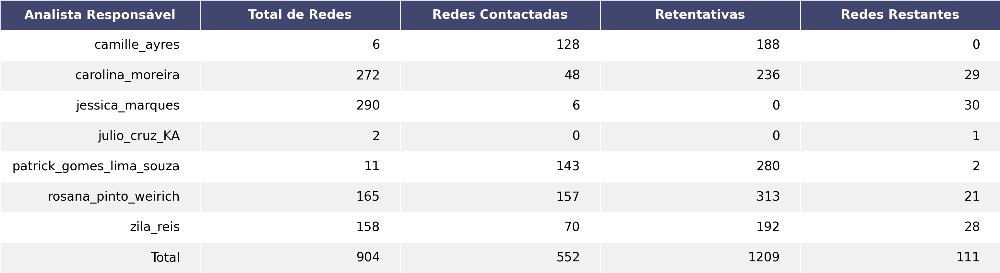 Analista Responsável Total de Redes Redes Contactadas Retentativas Redes Restantes
camille_ayres 6 128 188 0
carolina_moreira 272 48 236 29
jessica_marques 290 6 0 30
julio_cruz_KA 2 0 0 1
patrick_gomes_lima_souza 11 143 280 2
rosana_pinto_weirich 165 157 313 21
zila_reis 158 70 192 28
Total 904 552 1209 111